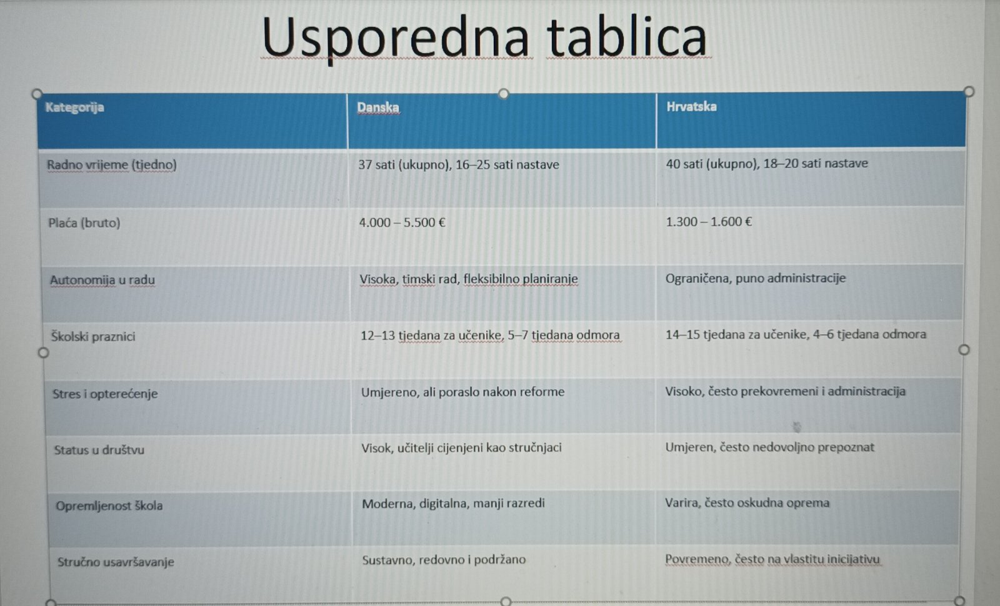 Usporedna tablica
Kategorija Danska Hrvatska
Radno vrijeme (tjedno) 37 sati (ukupno), 16–25 sati nastave 40 sati (ukupno), 18–20 sati nastave
Plaća (bruto) 4.000 – 5.500 € 1.300 – 1.600 €
Autonomija u radu Visoka, timski rad, fleksibilno planiranje Ograničena, puno administracije
Školski praznici 12–13 tjedana za učenike, 5–7 tjedana odmora 14–15 tjedana za učenike, 4–6 tjedana odmora
Stres i opterećenje Umjereno, ali poraslo nakon reforme Visoko, često prekovremeni i administracija
Status u društvu Visok, učitelji cijenjeni kao stručnjaci Umjeren, često nedovoljno prepoznat
Opremljenost škola Moderna, digitalna, manji razredi Varira, često oskudna oprema
Stručno usavršavanje Sustavno, redovno i podržano Povremeno, često na vlastitu inicijativu